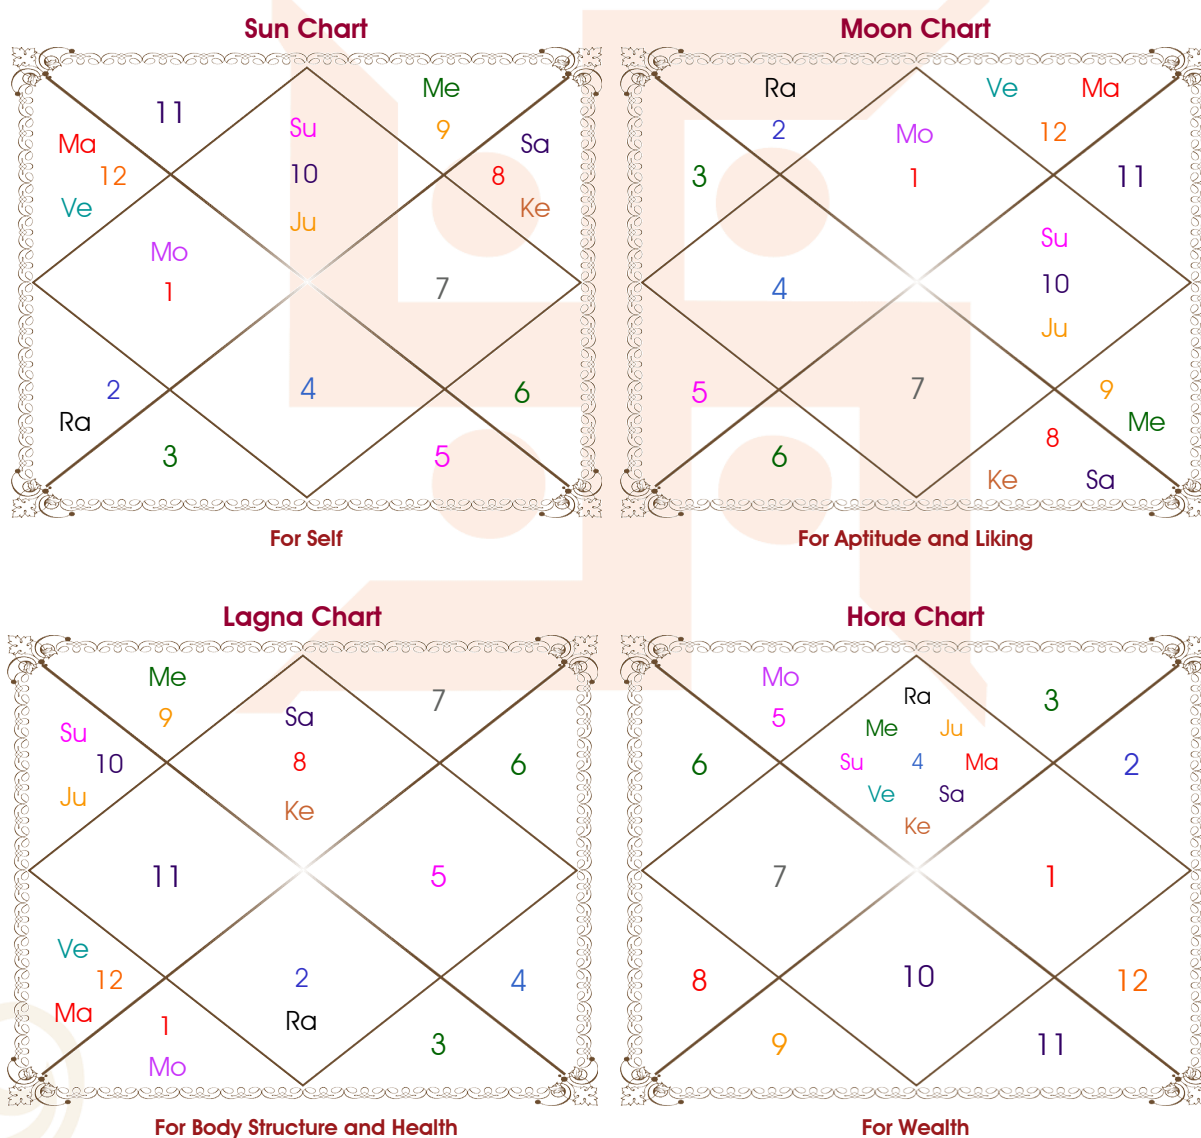 Sun Chart
Me
11
Su
9
Ma
Sa
12
10
8
Ve
Ju
Ke
Mo
1
7
2
4
6
Ra
3
5
For Self
Moon Chart
Ra
Ve
Ma
2
Mo
12
3
1
11
Su
4
10
Ju
5
7
9
Me
6
8
Ke
Sa
For Aptitude and Liking
Lagna Chart
Me
7
9
Sa
Su
10
8
6
Ju
Ke
11
5
Ve
12
2
4
Ma
Ra
1
3
Mo
For Body Structure and Health
Hora Chart
Mo
Ra
3
5
Me
Ju
6
Su
4
Ma
2
Ve
Sa
Ke
7
1
8
10
12
9
11
For Wealth